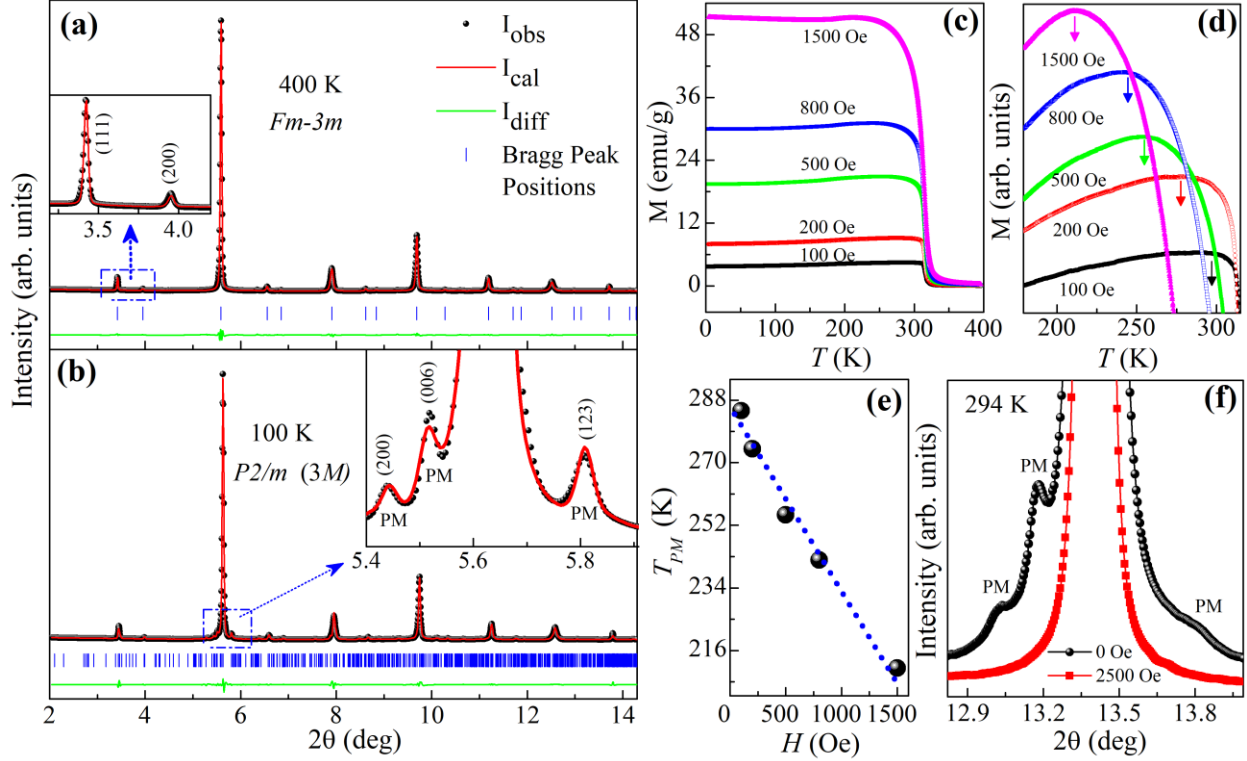 (a)
400 K
Fm-3m
I_obs
I_cal
I_diff
Bragg Peak
Positions
(111)
(200)
3.5 4.0
Intensity (arb. units)
(b)
100 K
P2/m (3M)
(200)
(006)
(123)
PM
PM
PM
5.4 5.6 5.8
2 4 6 8 10 12 14
2θ (deg)
(c)
M (emu/g)
48
36
24
12
0
1500 Oe
800 Oe
500 Oe
200 Oe
100 Oe
0 100 200 300 400
T (K)
(d)
M (arb. units)
1500 Oe
800 Oe
500 Oe
200 Oe
100 Oe
200 250 300
T (K)
(e)
T_PM (K)
288
270
252
234
216
0 500 1000 1500
H (Oe)
(f)
294 K
Intensity (arb. units)
PM
PM
PM
0 Oe
2500 Oe
12.9 13.2 13.5 13.8
2θ (deg)